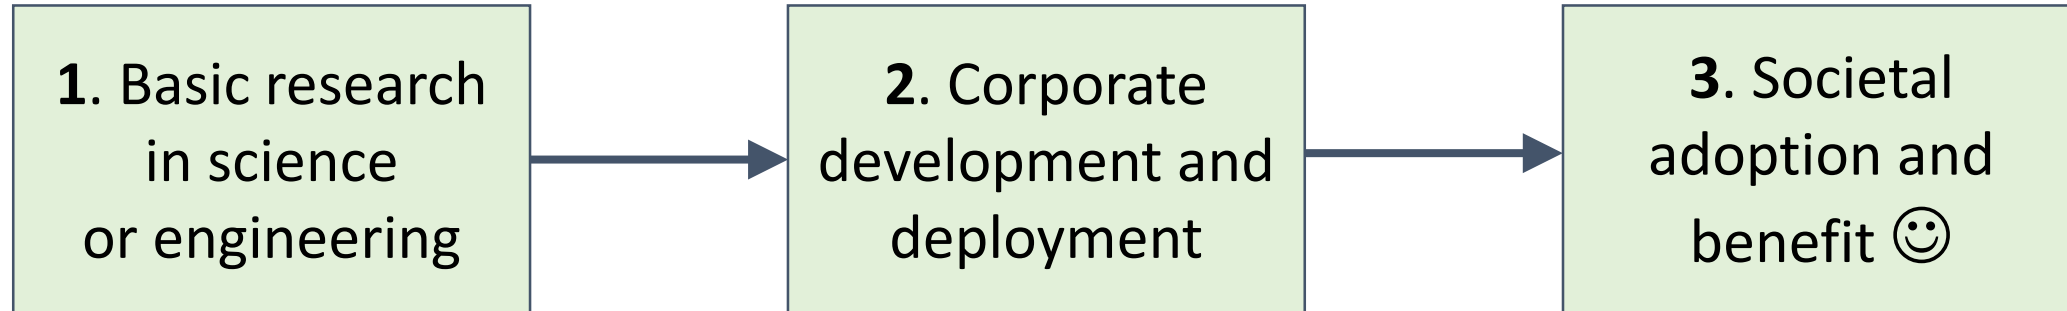 1. Basic research
in science
or engineering
2. Corporate
development and
deployment
3. Societal
adoption and
benefit ☺